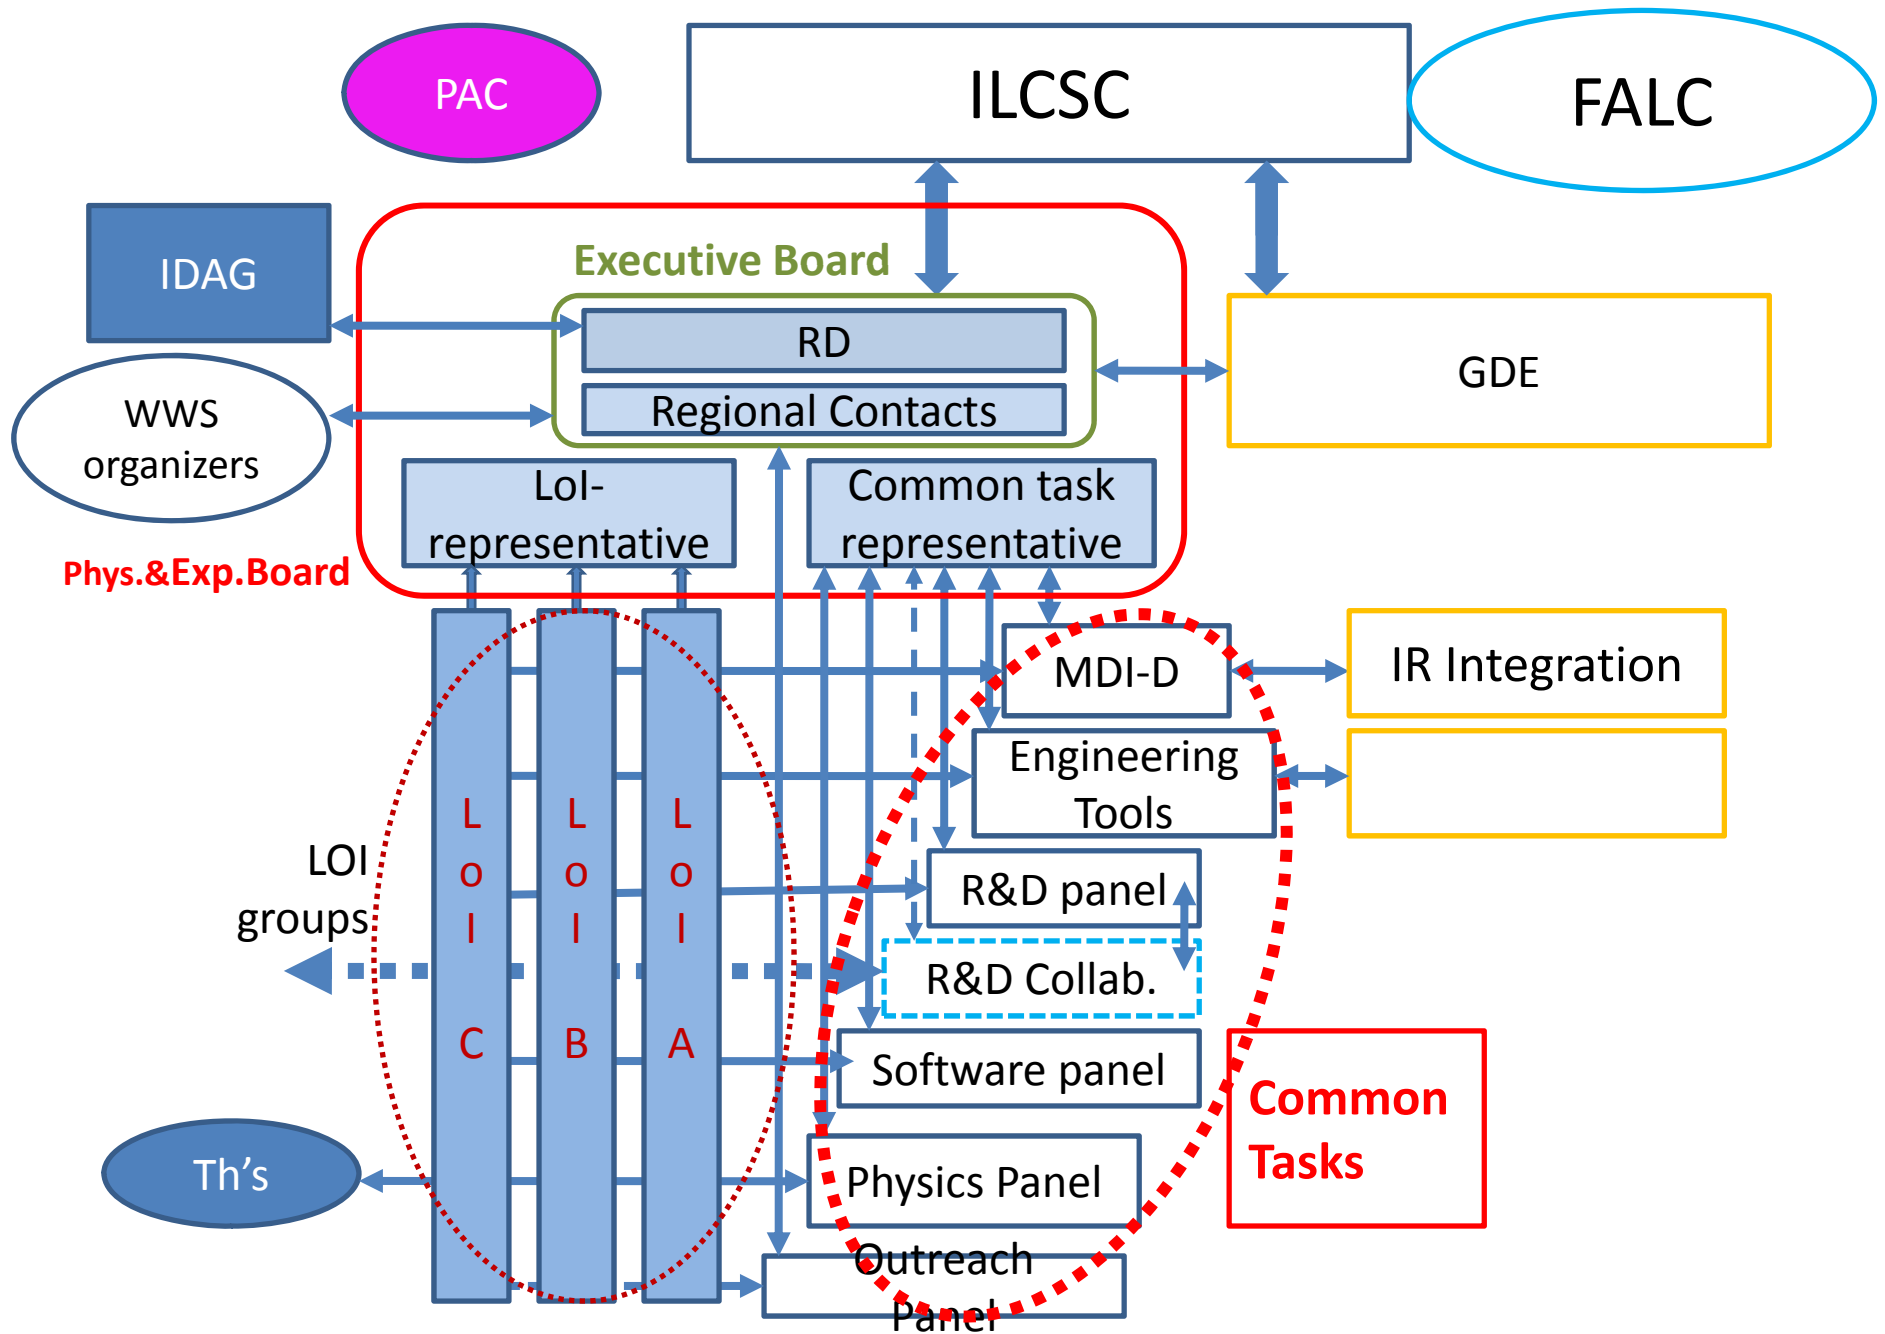 PAC
ILCSC
FALC
IDAG
Executive Board
RD
Regional Contacts
GDE
WWS
organizers
LoI-
representative
Common task
representative
Phys.&Exp.Board
MDI-D
IR Integration
Engineering
Tools
LOI
groups
L
o
I
C
L
o
I
B
L
o
I
A
R&D panel
R&D Collab.
Software panel
Common
Tasks
Th's
Physics Panel
Outreach
Panel